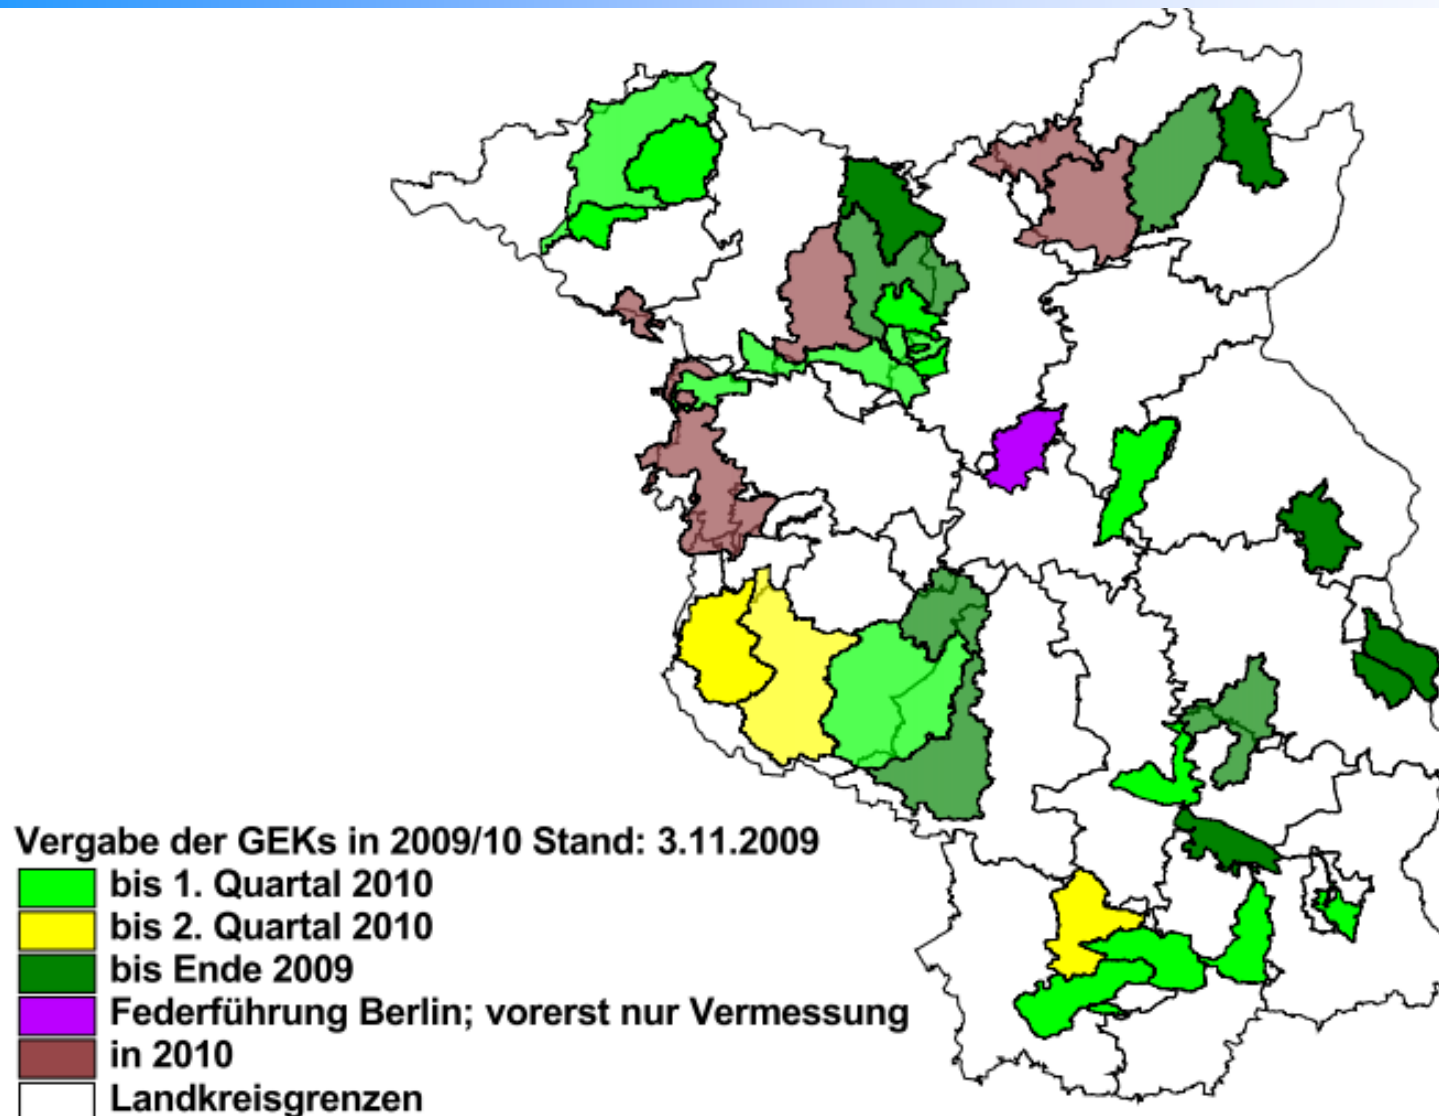 Vergabe der GEKs in 2009/10 Stand: 3.11.2009
bis 1. Quartal 2010
bis 2. Quartal 2010
bis Ende 2009
Federführung Berlin; vorerst nur Vermessung
in 2010
Landkreisgrenzen